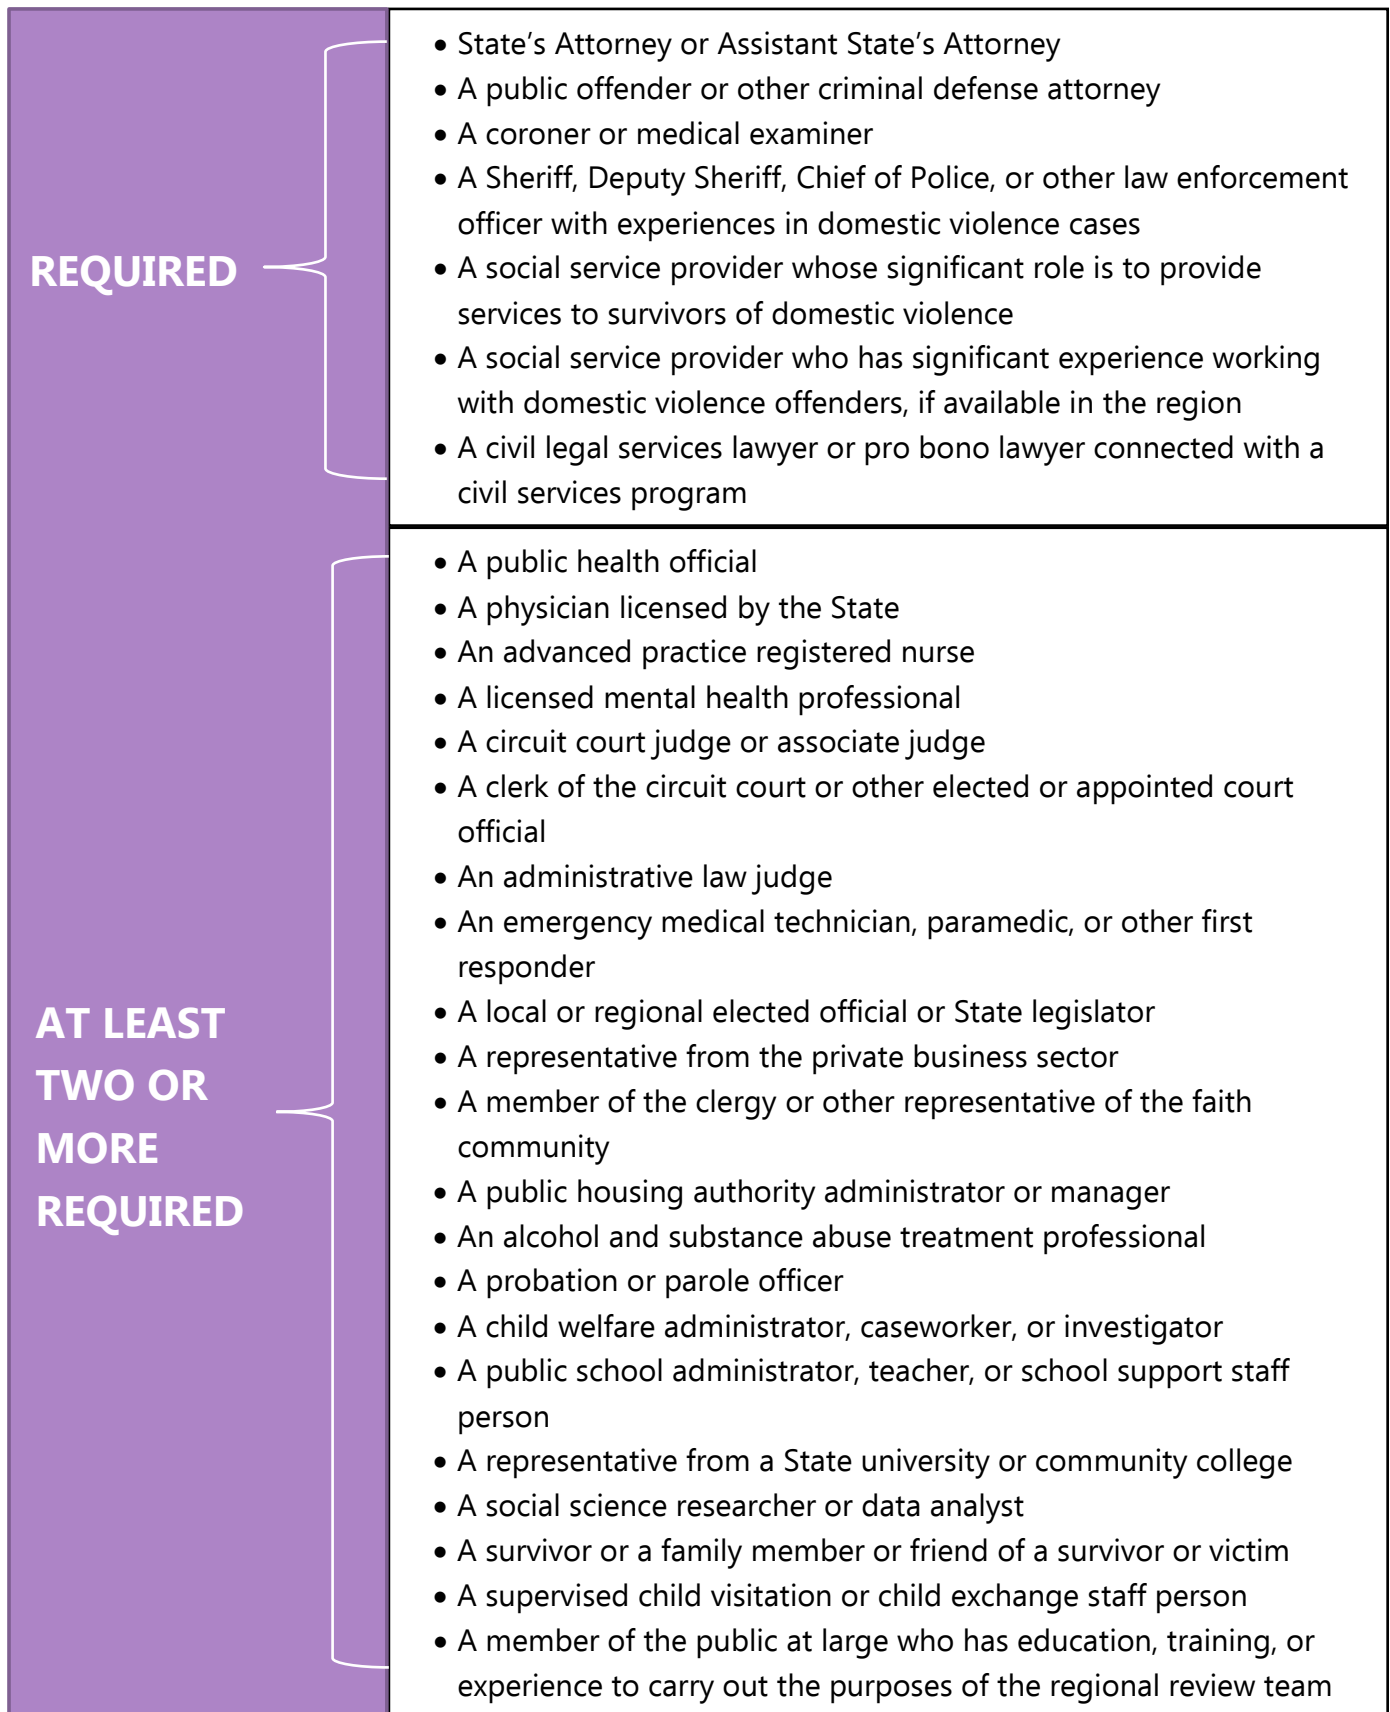 REQUIRED
• State’s Attorney or Assistant State’s Attorney
• A public offender or other criminal defense attorney
• A coroner or medical examiner
• A Sheriff, Deputy Sheriff, Chief of Police, or other law enforcement
officer with experiences in domestic violence cases
• A social service provider whose significant role is to provide
services to survivors of domestic violence
• A social service provider who has significant experience working
with domestic violence offenders, if available in the region
• A civil legal services lawyer or pro bono lawyer connected with a
civil services program
AT LEAST
TWO OR
MORE
REQUIRED
• A public health official
• A physician licensed by the State
• An advanced practice registered nurse
• A licensed mental health professional
• A circuit court judge or associate judge
• A clerk of the circuit court or other elected or appointed court
official
• An administrative law judge
• An emergency medical technician, paramedic, or other first
responder
• A local or regional elected official or State legislator
• A representative from the private business sector
• A member of the clergy or other representative of the faith
community
• A public housing authority administrator or manager
• An alcohol and substance abuse treatment professional
• A probation or parole officer
• A child welfare administrator, caseworker, or investigator
• A public school administrator, teacher, or school support staff
person
• A representative from a State university or community college
• A social science researcher or data analyst
• A survivor or a family member or friend of a survivor or victim
• A supervised child visitation or child exchange staff person
• A member of the public at large who has education, training, or
experience to carry out the purposes of the regional review team